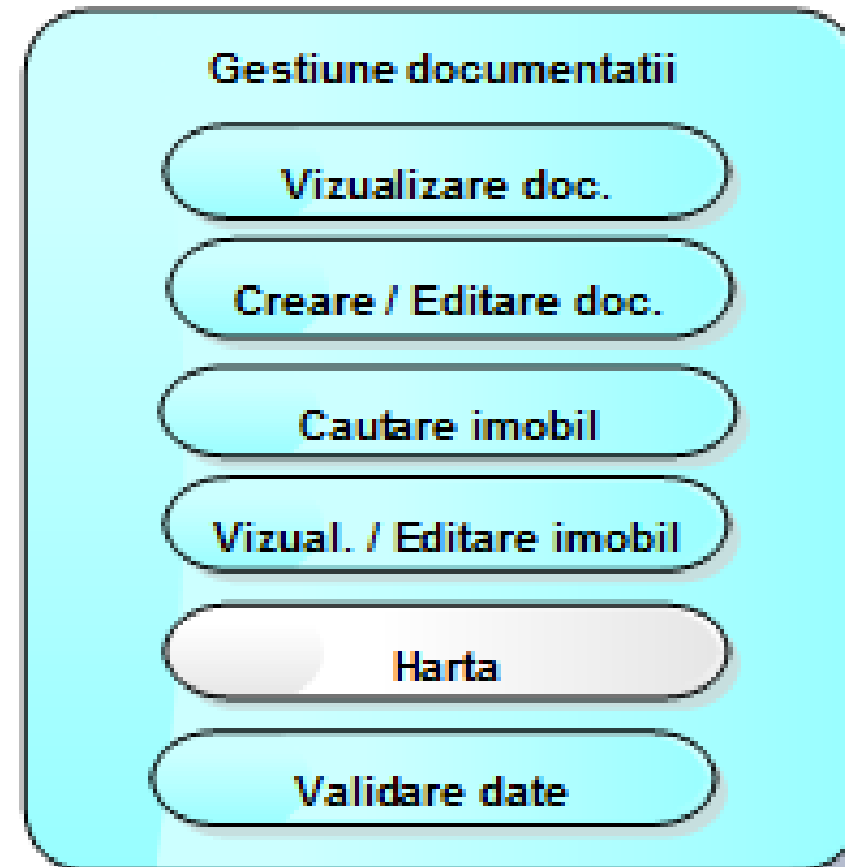 Gestiune documentatii
Vizualizare doc.
Creare / Editare doc.
Cautare imobil
Vizual. / Editare imobil
Harta
Validare date